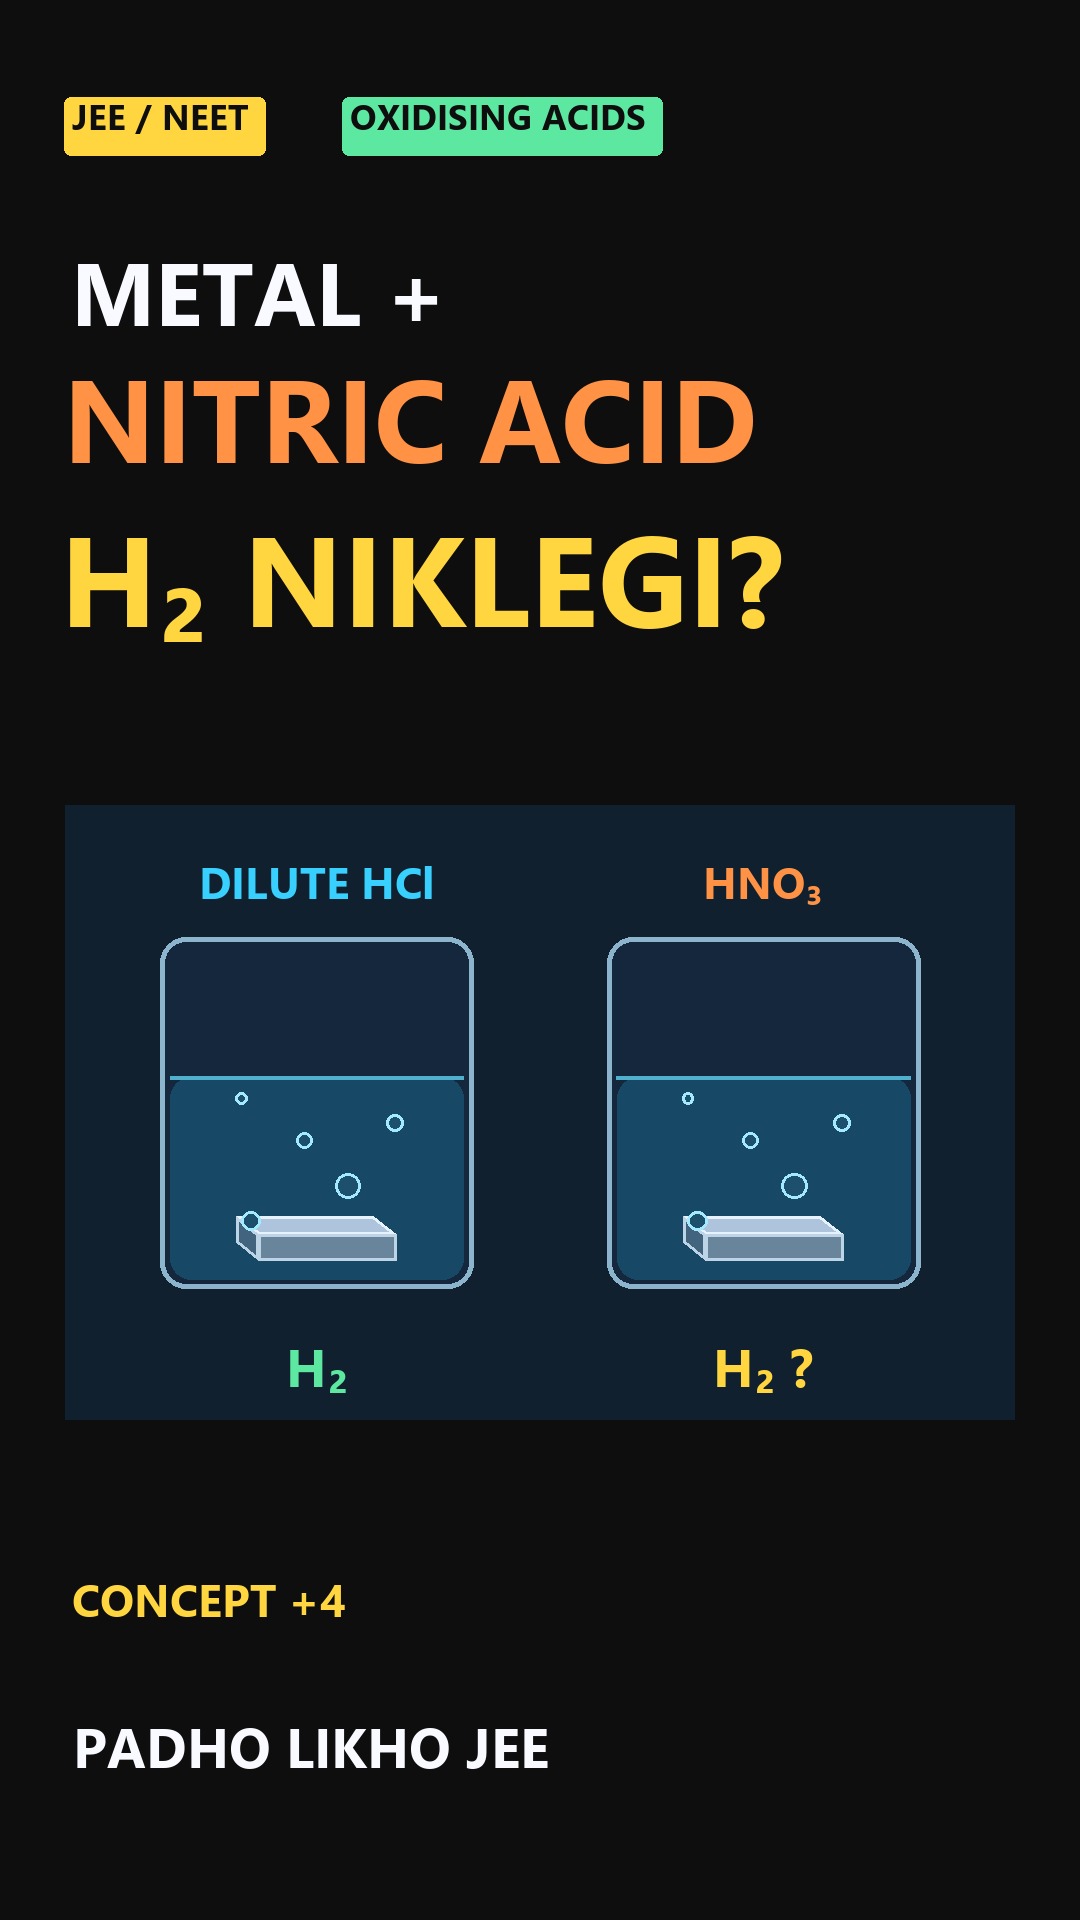 JEE / NEET
OXIDISING ACIDS
METAL +
NITRIC ACID
H₂ NIKLEGI?
DILUTE HCl
HNO₃
H₂
H₂ ?
CONCEPT +4
PADHO LIKHO JEE